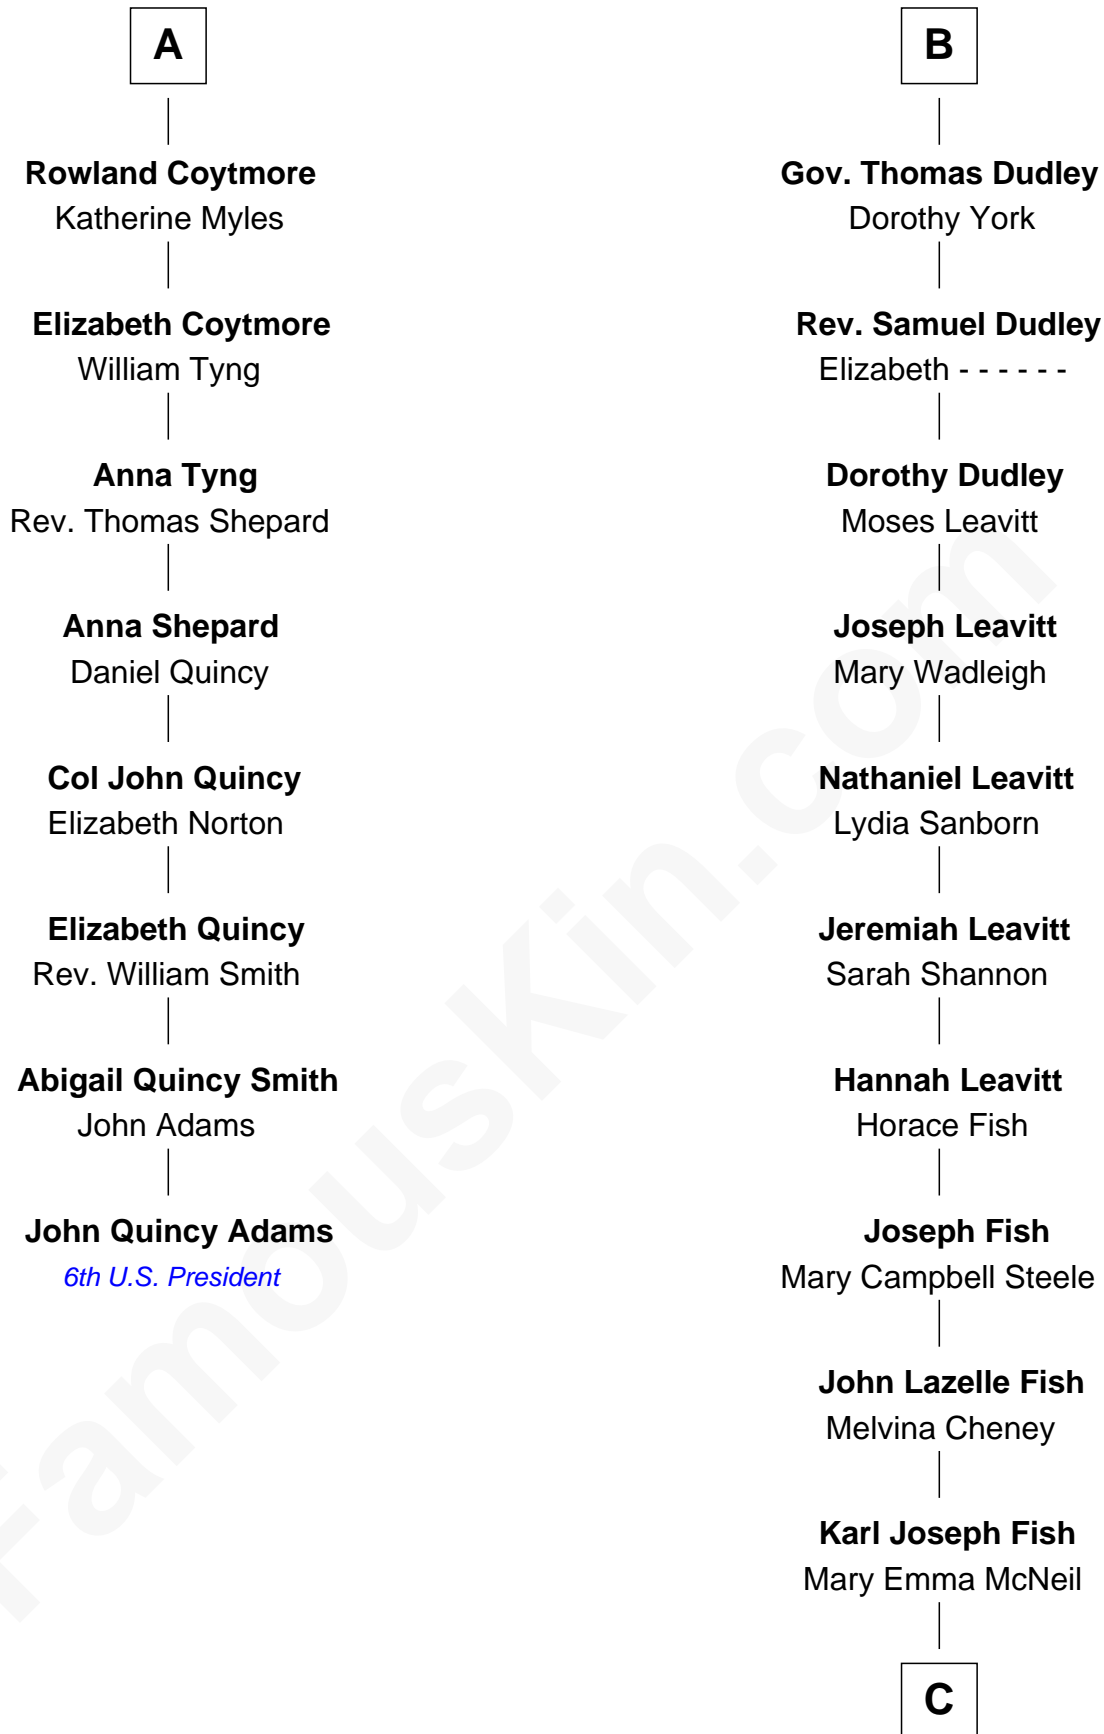 A
Rowland Coytmore
Katherine Myles
Elizabeth Coytmore
William Tyng
Anna Tyng
Rev. Thomas Shepard
Anna Shepard
Daniel Quincy
Col John Quincy
Elizabeth Norton
Elizabeth Quincy
Rev. William Smith
Abigail Quincy Smith
John Adams
John Quincy Adams
6th U.S. President
B
Gov. Thomas Dudley
Dorothy York
Rev. Samuel Dudley
Elizabeth - - - - - -
Dorothy Dudley
Moses Leavitt
Joseph Leavitt
Mary Wadleigh
Nathaniel Leavitt
Lydia Sanborn
Jeremiah Leavitt
Sarah Shannon
Hannah Leavitt
Horace Fish
Joseph Fish
Mary Campbell Steele
John Lazelle Fish
Melvina Cheney
Karl Joseph Fish
Mary Emma McNeil
C
FamousKin.com